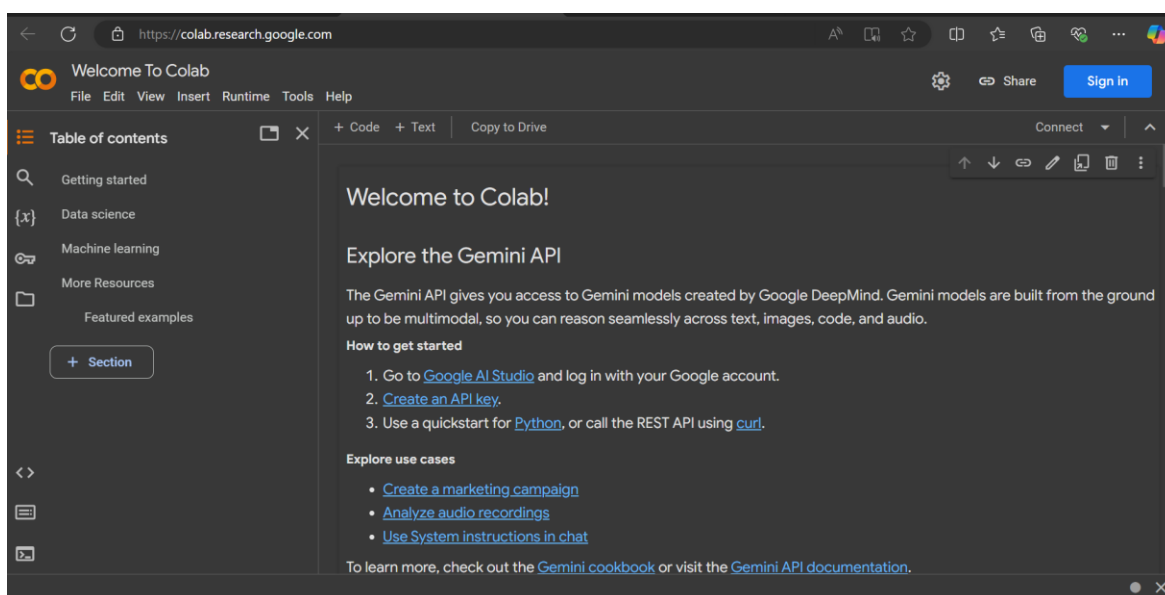 https://colab.research.google.com
Welcome To Colab
File Edit View Insert Runtime Tools Help
Share
Sign in
Table of contents
Getting started
Data science
Machine learning
More Resources
Featured examples
+ Section
+ Code + Text Copy to Drive
Connect
Welcome to Colab!
Explore the Gemini API
The Gemini API gives you access to Gemini models created by Google DeepMind. Gemini models are built from the ground
up to be multimodal, so you can reason seamlessly across text, images, code, and audio.
How to get started
1. Go to Google AI Studio and log in with your Google account.
2. Create an API key.
3. Use a quickstart for Python, or call the REST API using curl.
Explore use cases
• Create a marketing campaign
• Analyze audio recordings
• Use System instructions in chat
To learn more, check out the Gemini cookbook or visit the Gemini API documentation.